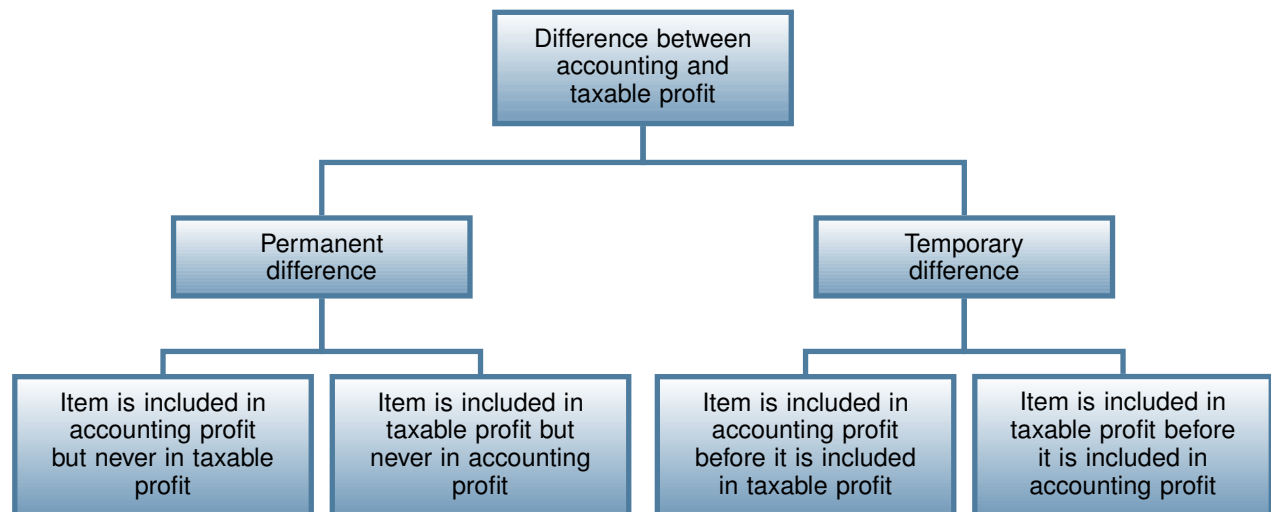 Difference between
accounting and
taxable profit
Permanent
difference
Temporary
difference
Item is included in
accounting profit
but never in taxable
profit
Item is included in
taxable profit but
never in accounting
profit
Item is included in
accounting profit
before it is included
in taxable profit
Item is included in
taxable profit before
it is included in
accounting profit